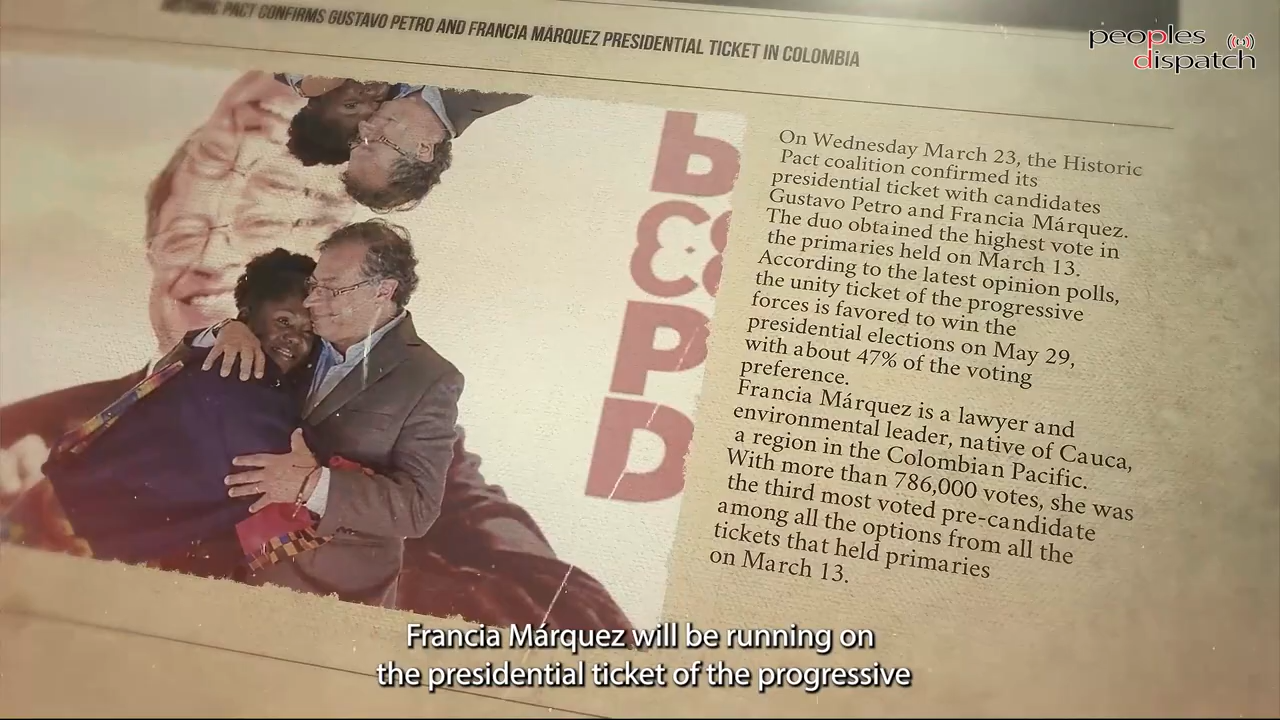 HISTORIC PACT CONFIRMS GUSTAVO PETRO AND FRANCIA MÁRQUEZ PRESIDENTIAL TICKET IN COLOMBIA
peoples
dispatch
On Wednesday March 23, the Historic
Pact coalition confirmed its
presidential ticket with candidates
Gustavo Petro and Francia Márquez.
The duo obtained the highest vote in
the primaries held on March 13.
According to the latest opinion polls,
the unity ticket of the progressive
forces is favored to win the
presidential elections on May 29,
with about 47% of the voting
preference.
Francia Márquez is a lawyer and
environmental leader, native of Cauca,
a region in the Colombian Pacific.
With more than 786,000 votes, she was
the third most voted pre-candidate
among all the options from all the
tickets that held primaries
on March 13.
P
D
Francia Márquez will be running on
the presidential ticket of the progressive